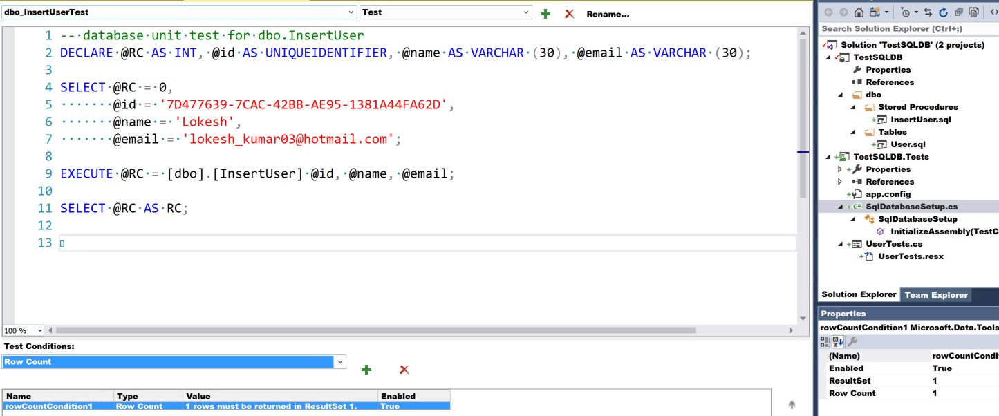 dbo_InsertUserTest Test Rename...
1 -- database unit test for dbo.InsertUser
2 DECLARE @RC AS INT, @id AS UNIQUEIDENTIFIER, @name AS VARCHAR (30), @email AS VARCHAR (30);
3
4 SELECT @RC = 0,
5 @id = '7D477639-7CAC-42BB-AE95-1381A44FA62D',
6 @name = 'Lokesh',
7 @email = 'lokesh_kumar03@hotmail.com';
8
9 EXECUTE @RC = [dbo].[InsertUser] @id, @name, @email;
10
11 SELECT @RC AS RC;
12
13
100 %
Test Conditions:
Row Count
Name Type Value Enabled
rowCountCondition1 Row Count 1 rows must be returned in ResultSet 1. True
Search Solution Explorer (Ctrl+;)
Solution 'TestSQLDB' (2 projects)
TestSQLDB
Properties
References
dbo
Stored Procedures
InsertUser.sql
Tables
User.sql
TestSQLDB.Tests
Properties
References
app.config
C# SqlDatabaseSetup.cs
SqlDatabaseSetup
InitializeAssembly(TestC
UserTests.cs
UserTests.resx
Solution Explorer Team Explorer
Properties
rowCountCondition1 Microsoft.Data.Tools
(Name) rowCountCondi
Enabled True
ResultSet 1
Row Count 1